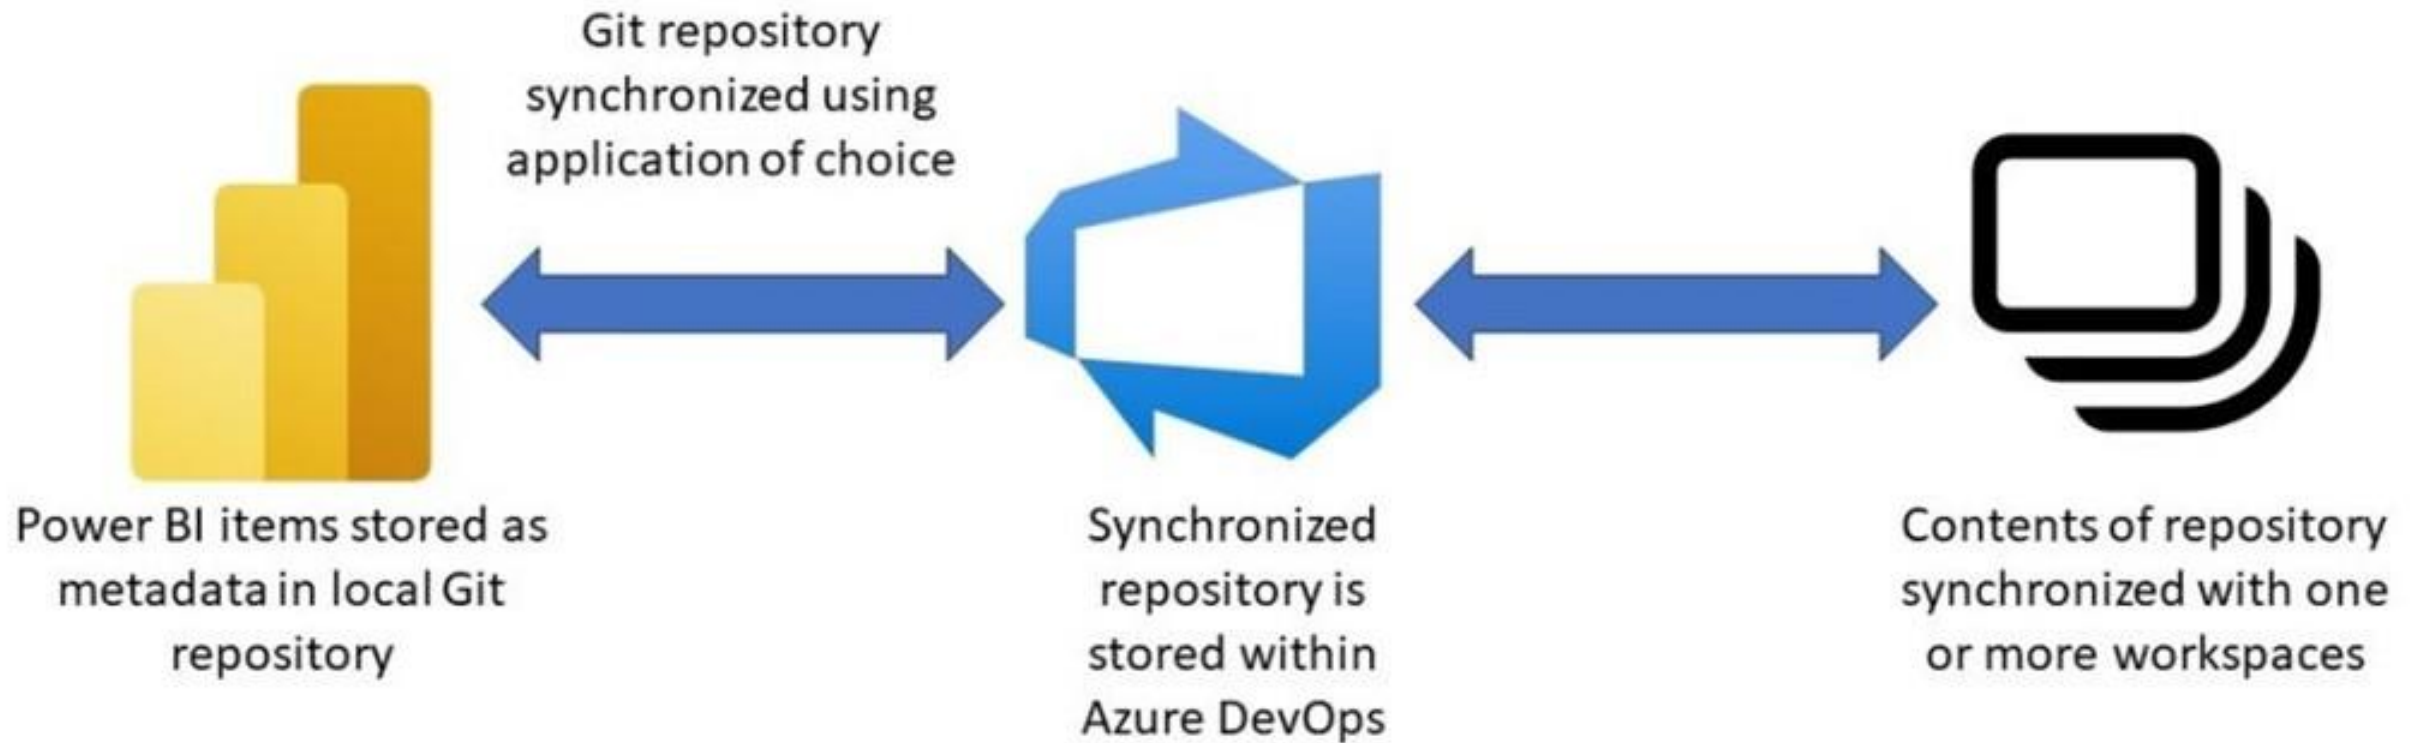 Git repository
synchronized using
application of choice
Power BI items stored as
metadata in local Git
repository
Synchronized
repository is
stored within
Azure DevOps
Contents of repository
synchronized with one
or more workspaces